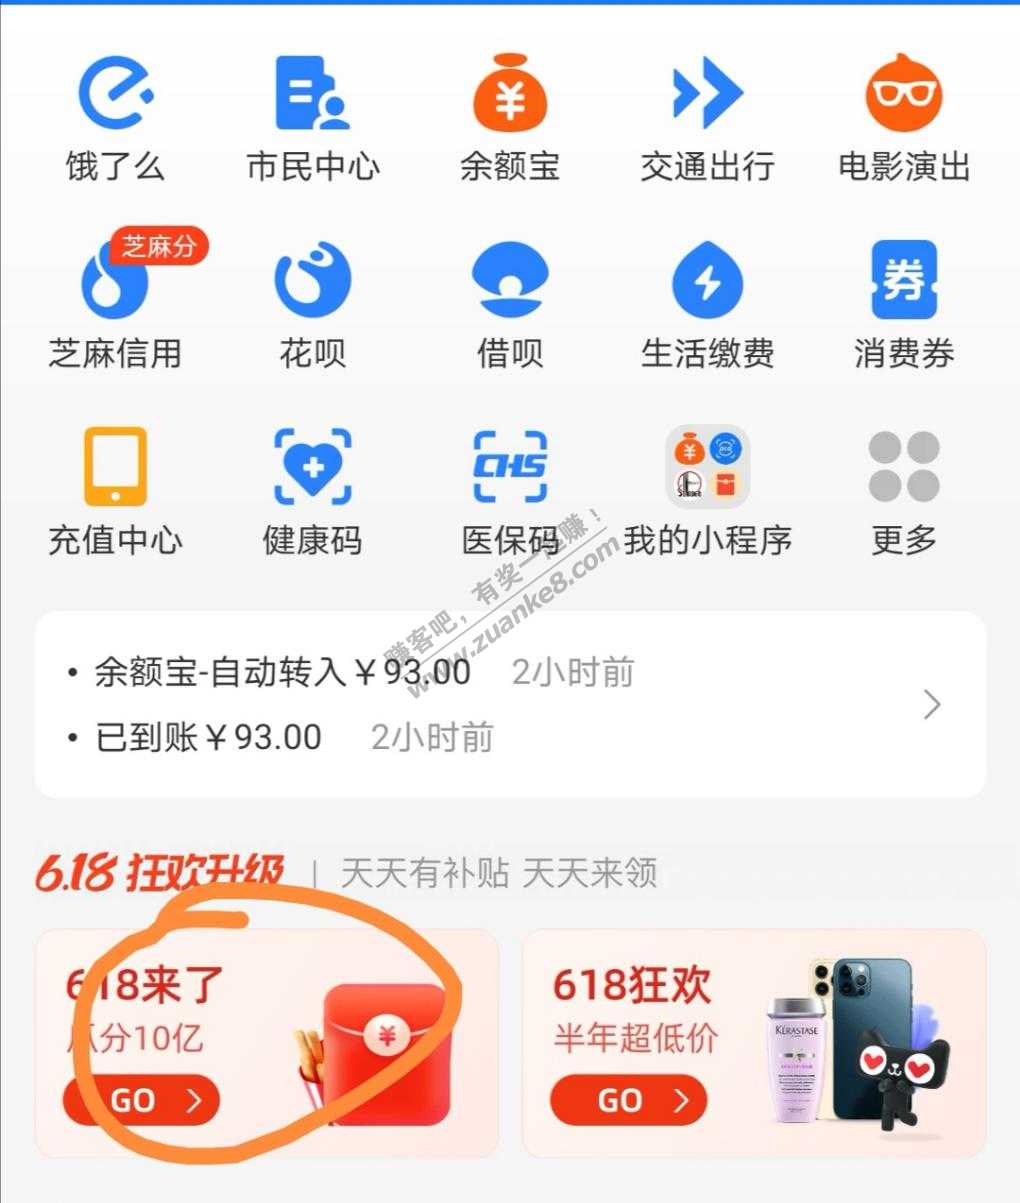 饿了么 市民中心 余额宝 交通出行 电影演出
芝麻分
券
芝麻信用 花呗 借呗 生活缴费 消费券
CHS
充值中心 健康码 医保码 我的小程序 更多
赚客吧，有奖一起赚！
www.zuanke8.com
• 余额宝-自动转入￥93.00 2小时前
• 已到账￥93.00 2小时前
6.18 狂欢升级 | 天天有补贴 天天来领
618来了
瓜分10亿
GO
618狂欢
半年超低价
GO
KÉRASTASE